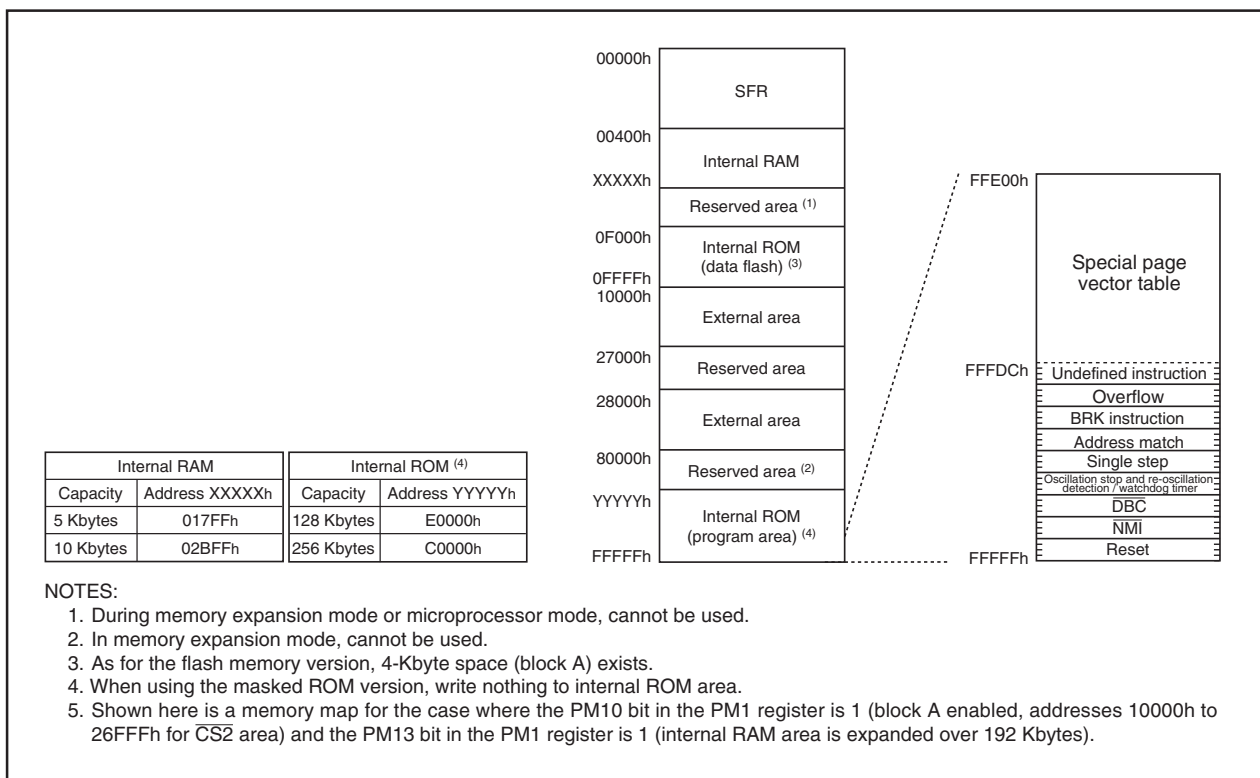 00000h
SFR
00400h
Internal RAM
XXXXXh
Reserved area (1)
0F000h
Internal ROM
(data flash) (3)
0FFFFh
10000h
External area
27000h
Reserved area
28000h
External area
80000h
Reserved area (2)
YYYYYh
Internal ROM
(program area) (4)
FFFFFh
FFE00h
Special page
vector table
FFFDCh
Undefined instruction
Overflow
BRK instruction
Address match
Single step
Oscillation stop and re-oscillation
detection / watchdog timer
DBC
NMI
Reset
FFFFFh
Internal RAM Internal ROM (4)
Capacity Address XXXXXh Capacity Address YYYYYh
5 Kbytes 017FFh 128 Kbytes E0000h
10 Kbytes 02BFFh 256 Kbytes C0000h
NOTES:
1. During memory expansion mode or microprocessor mode, cannot be used.
2. In memory expansion mode, cannot be used.
3. As for the flash memory version, 4-Kbyte space (block A) exists.
4. When using the masked ROM version, write nothing to internal ROM area.
5. Shown here is a memory map for the case where the PM10 bit in the PM1 register is 1 (block A enabled, addresses 10000h to
26FFFh for CS2 area) and the PM13 bit in the PM1 register is 1 (internal RAM area is expanded over 192 Kbytes).